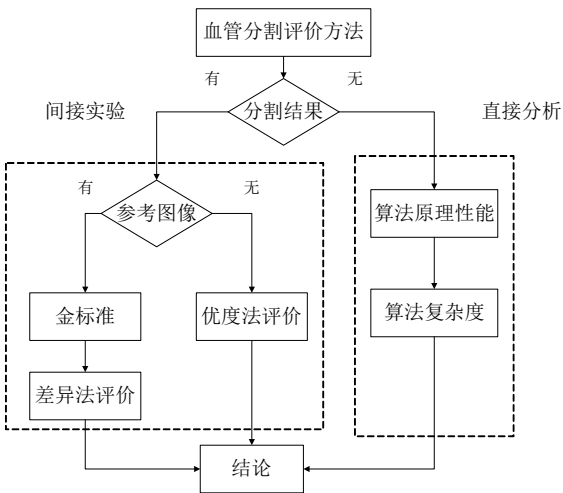 血管分割评价方法
有
无
分割结果
间接实验
直接分析
有
无
参考图像
算法原理性能
金标准
优度法评价
算法复杂度
差异法评价
结论